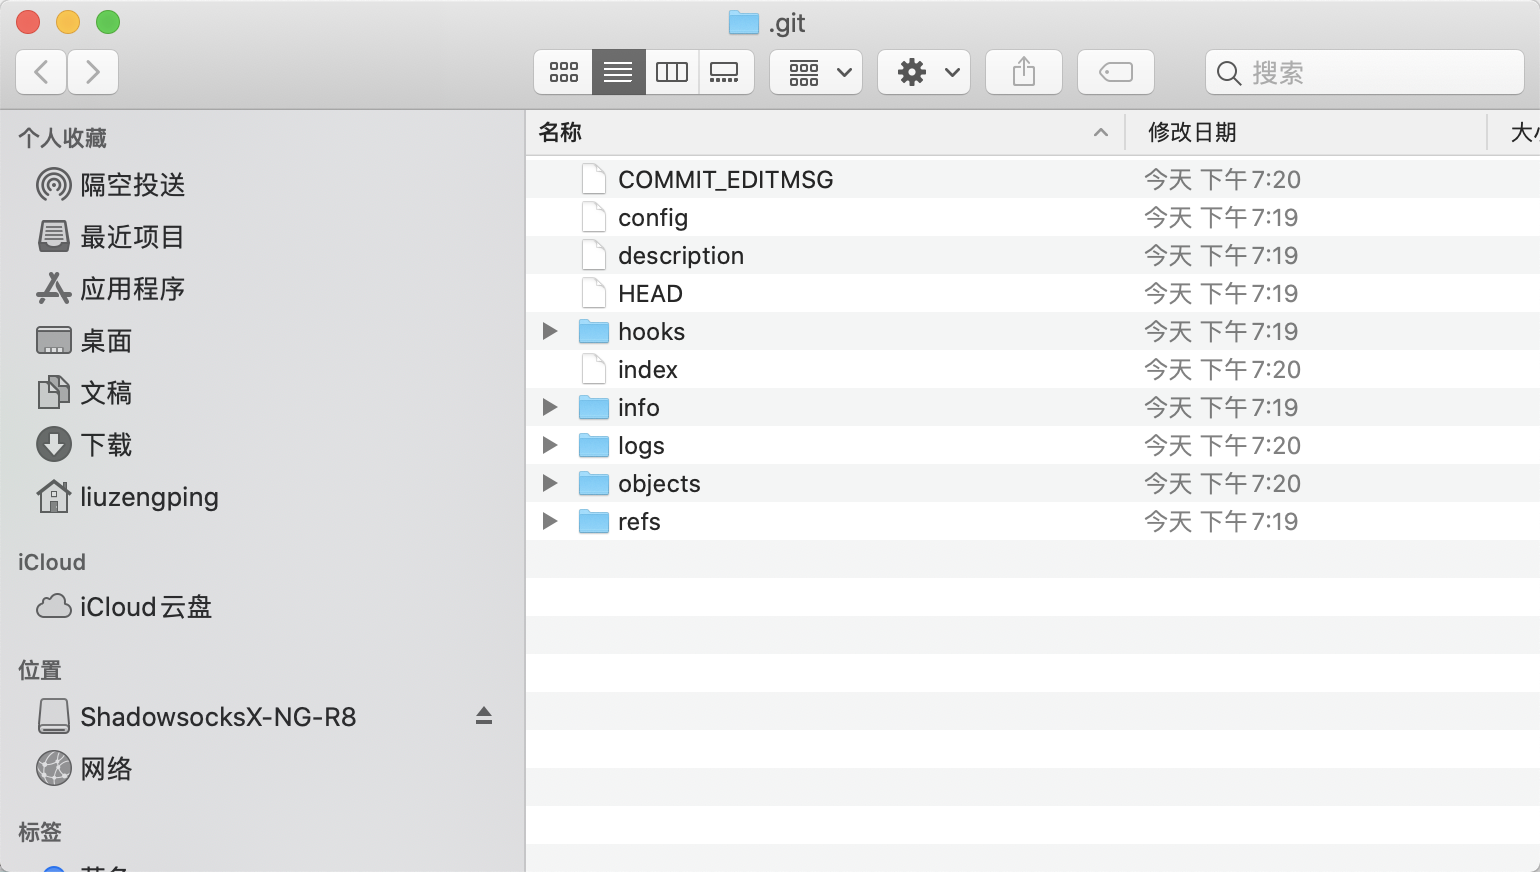 .git
搜索
个人收藏
隔空投送
最近项目
应用程序
桌面
文稿
下载
liuzengping
iCloud
iCloud云盘
位置
ShadowsocksX-NG-R8
网络
标签
名称 修改日期
COMMIT_EDITMSG 今天 下午7:20
config 今天 下午7:19
description 今天 下午7:19
HEAD 今天 下午7:19
hooks 今天 下午7:19
index 今天 下午7:20
info 今天 下午7:19
logs 今天 下午7:20
objects 今天 下午7:20
refs 今天 下午7:19